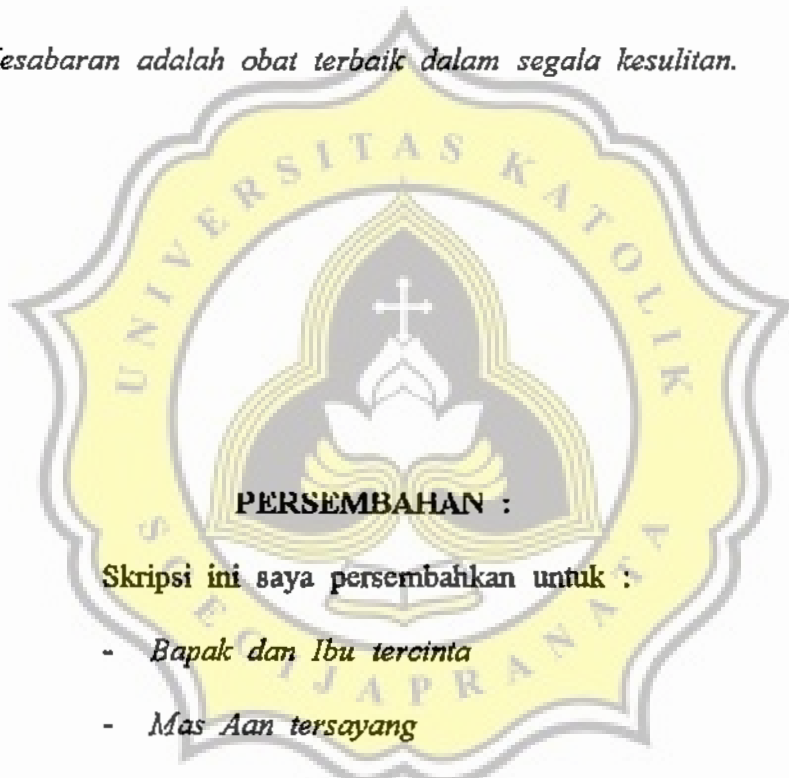 Kesabaran adalah obat terbaik dalam segala kesulitan.
UNIVERSITAS KATOLIK
SOEGIJAPRANATA
PERSEMBAHAN :
Skripsi ini saya persembahkan untuk :
- Bapak dan Ibu tercinta
- Mas Aan tersayang